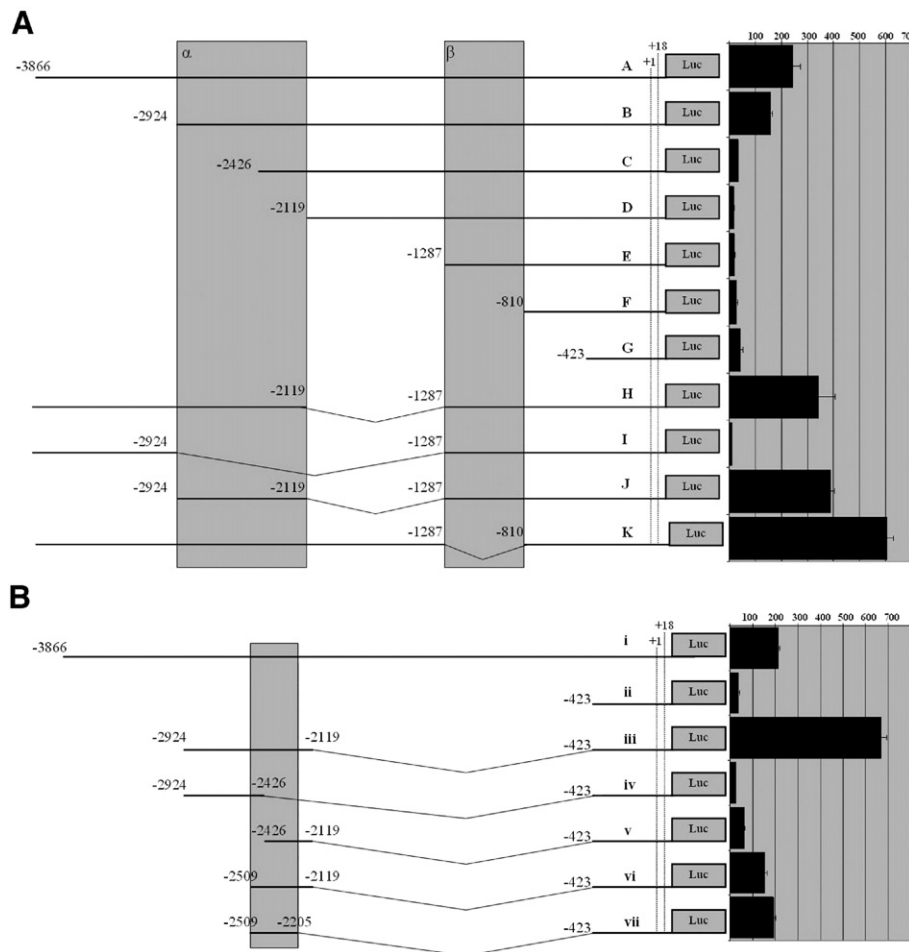 A
α
β
+18
+1
100 200 300 400 500 600 70
-3866
A
Luc
-2924
B
Luc
-2426
C
Luc
-2119
D
Luc
-1287
E
Luc
-810
F
Luc
-423
G
Luc
-2119
-1287
H
Luc
-2924
-1287
I
Luc
-2924
-2119
-1287
J
Luc
-1287
-810
K
Luc
B
+18
+1
100 200 300 400 500 600 700
-3866
i
Luc
-423
ii
Luc
-2924
-2119
-423
iii
Luc
-2924
-2426
-423
iv
Luc
-2426
-2119
-423
v
Luc
-2509
-2119
-423
vi
Luc
-2509
-2205
-423
vii
Luc